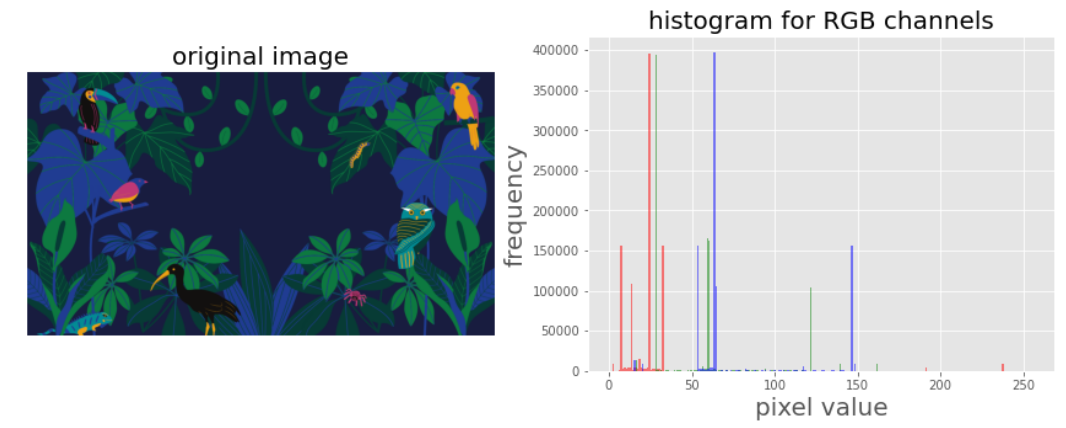 original image
histogram for RGB channels
frequency
400000
350000
300000
250000
200000
150000
100000
50000
0
0 50 100 150 200 250
pixel value